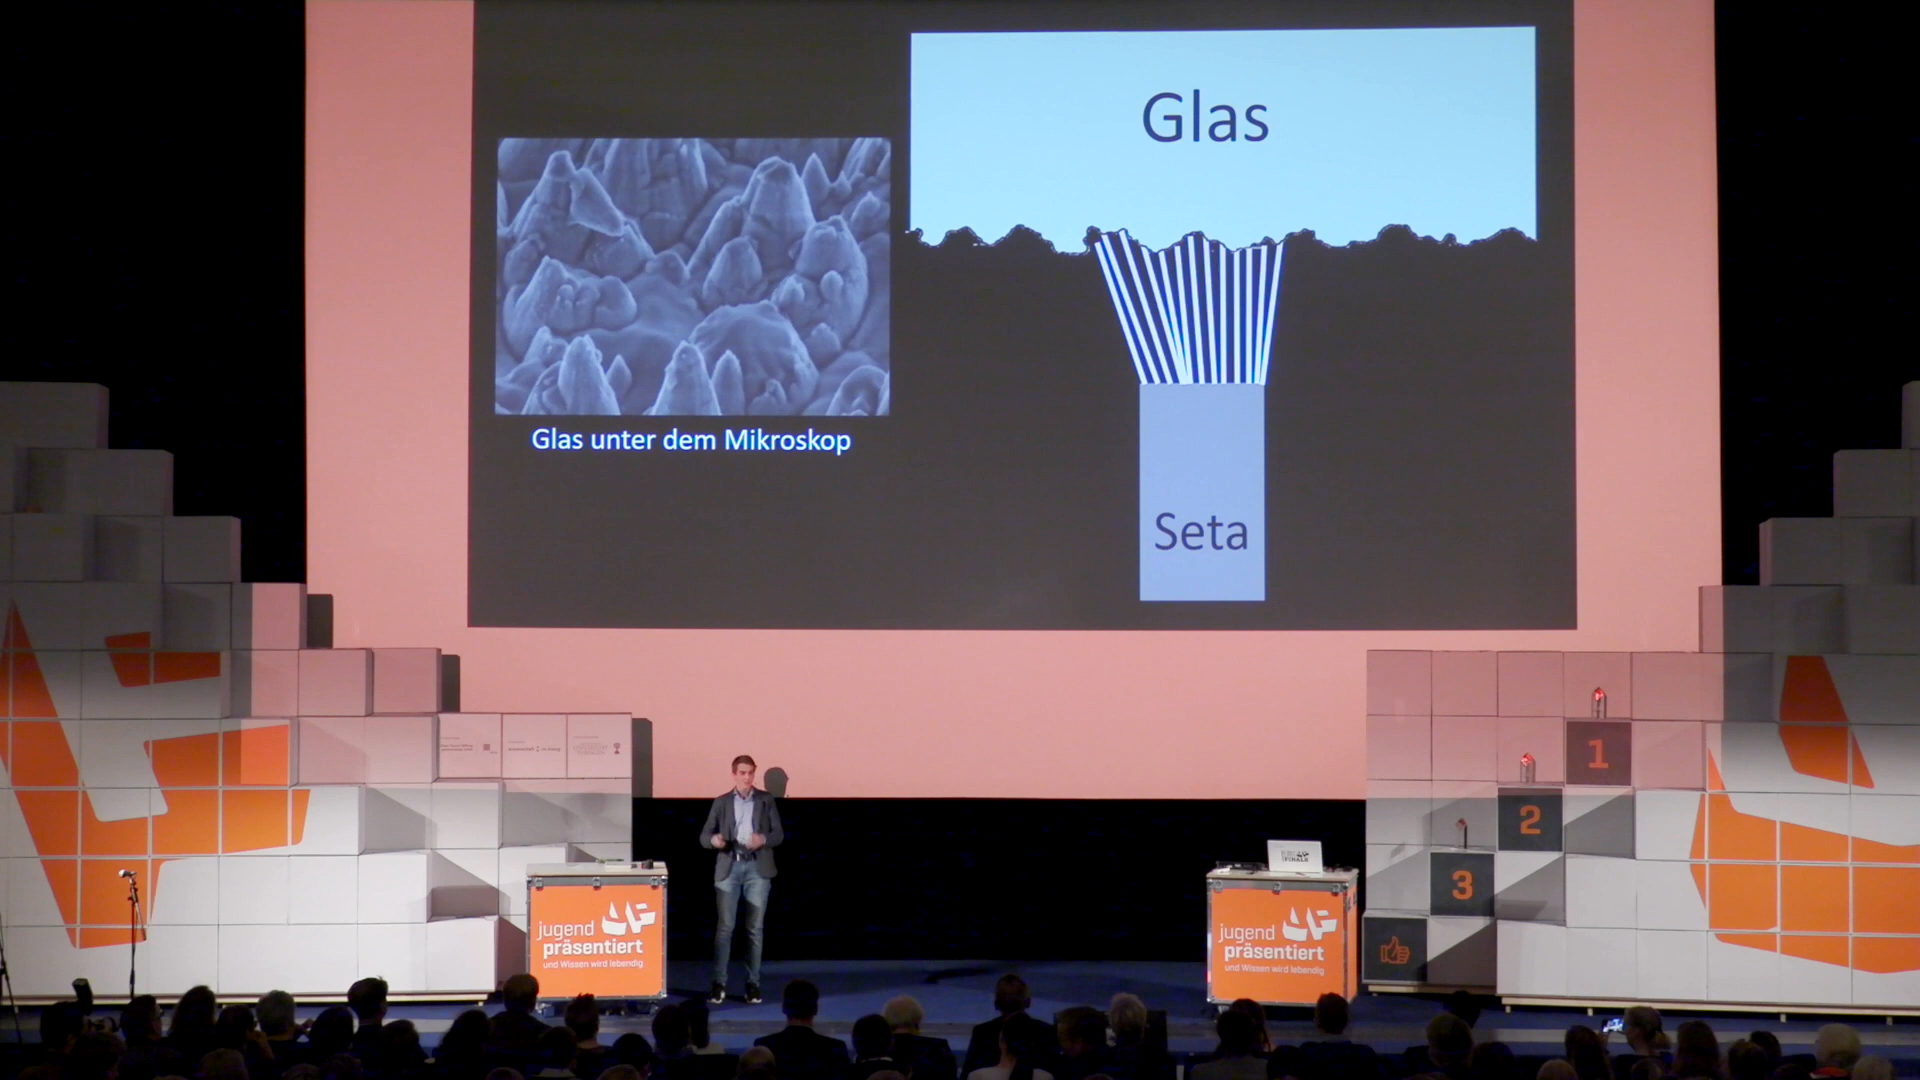 Glas
Glas unter dem Mikroskop
Seta
1
2
3
jugend
präsentiert
und Wissen wird lebendig
jugend
präsentiert
und Wissen wird lebendig